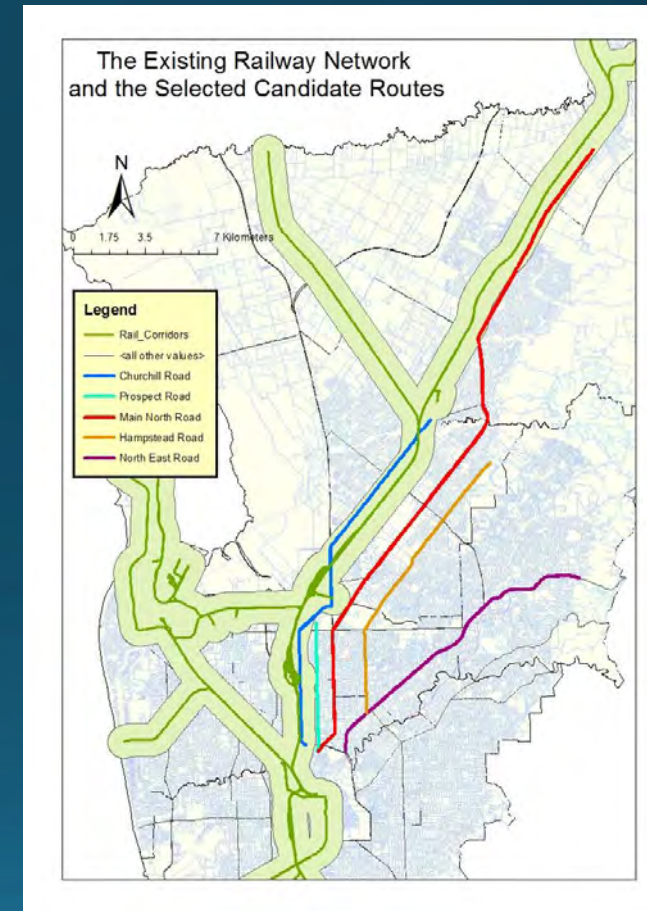 The Existing Railway Network
and the Selected Candidate Routes
N
0 1.75 3.5 7 Kilometers
Legend
Rail_Corridors
<all other values>
Churchill Road
Prospect Road
Main North Road
Hampstead Road
North East Road